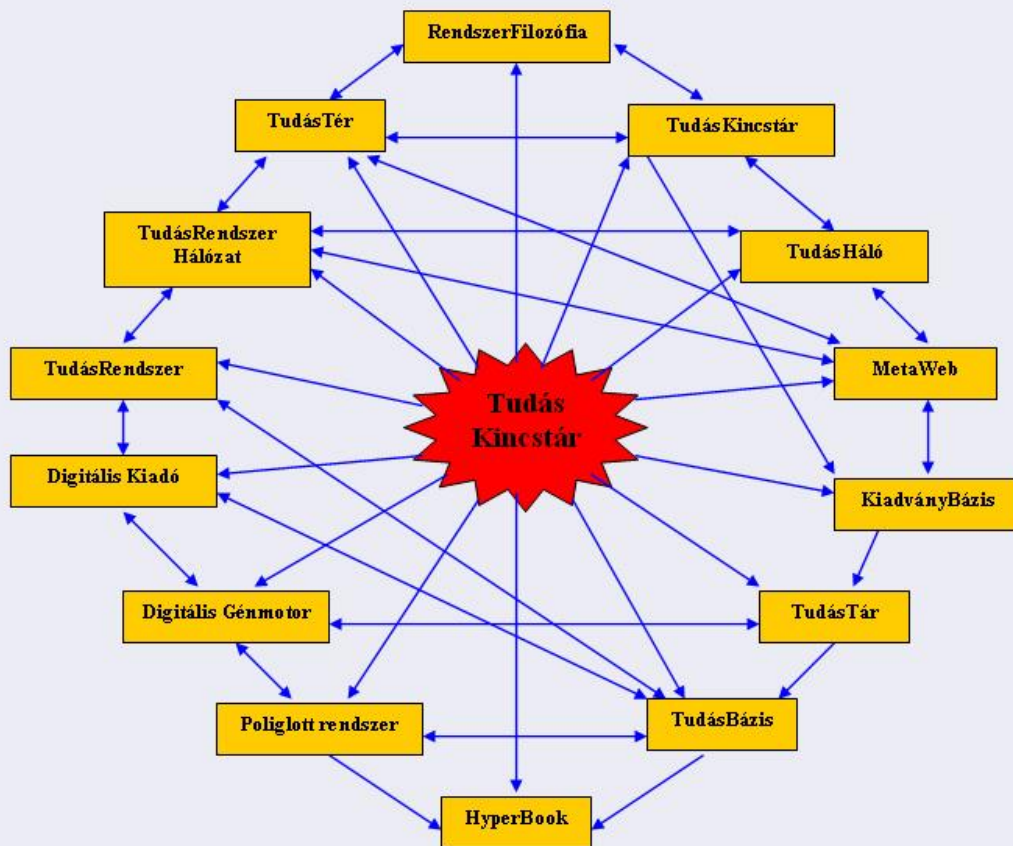 RendszerFilozófia
TudásTér
TudásKincstár
TudásRendszer
Hálózat
TudásHáló
TudásRendszer
MetaWeb
Tudás
Kincstár
Digitális Kiadó
KiadványBázis
Digitális Génmotor
TudásTár
Poliglott rendszer
TudásBázis
HyperBook